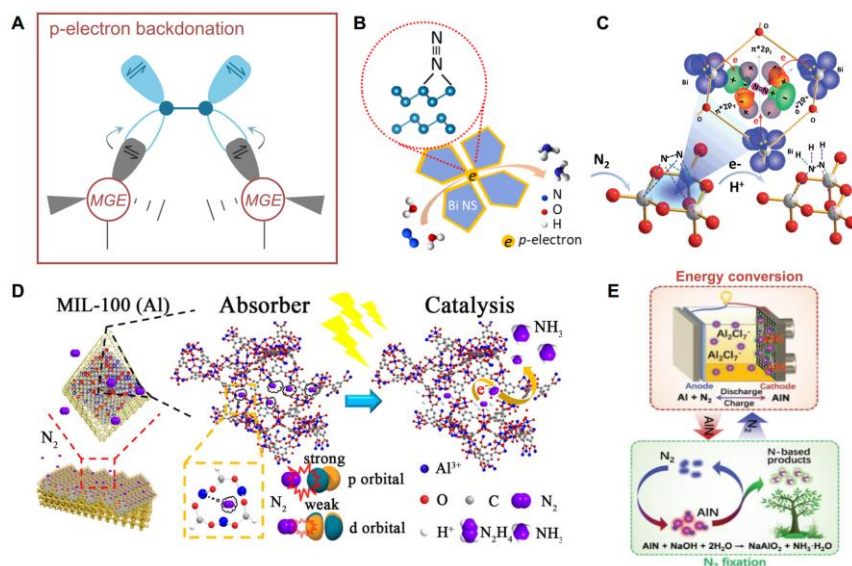 A
p-electron backdonation
MGE
MGE
B
N
N
e
Bi NS
N
O
H
e p-electron
C
O
π*2pz
e
e
Bi
Bi
O
O
e
Bi
N2
N
N
e-
H+
H
H
H
N
N
D
MIL-100 (Al)
Absorber
Catalysis
N2
NH3
e-
strong
p orbital
N2
weak
d orbital
Al3+
O
C
N2
H+
N2H4
NH3
E
Energy conversion
Al2Cl7-
Al2Cl7-
Anode
Cathode
Al + N2
Discharge
Charge
AlN
AlN
N2
N2
N-based
products
AlN
AlN + NaOH + 2H2O → NaAlO2 + NH3·H2O
N2 fixation